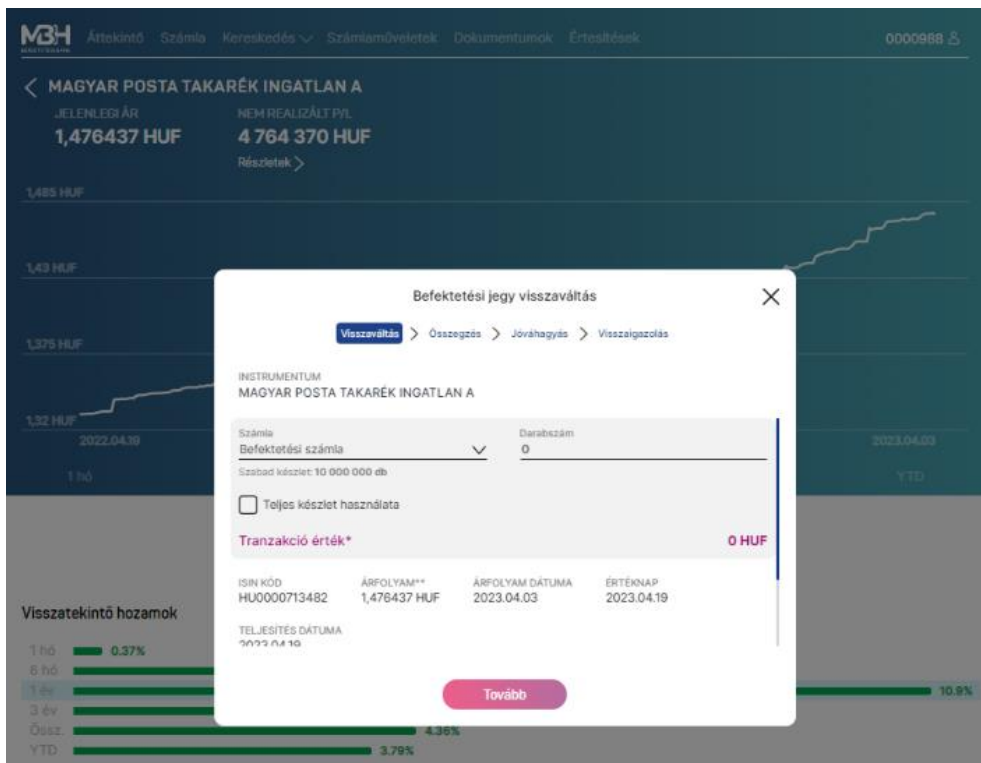 MBH Áttekintő Számla Kereskedés Számlaműveletek Dokumentumok Értesítések 0000988
MAGYAR POSTA TAKARÉK INGATLAN A
JELENLEGI ÁR NEM REALIZÁLT P/L
1,476437 HUF 4 764 370 HUF
Részletek
1,485 HUF
1,43 HUF
1,375 HUF
1,32 HUF
2022.04.19 2023.04.03
1 hó YTD
Befektetési jegy visszaváltás
Visszaváltás > Összegzés > Jóváhagyás > Visszaigazolás
INSTRUMENTUM
MAGYAR POSTA TAKARÉK INGATLAN A
Számla Darabszám
Befektetési számla 0
Szabad készlet: 10 000 000 db
Teljes készlet használata
Tranzakció érték* 0 HUF
ISIN KÓD ÁRFOLYAM** ÁRFOLYAM DÁTUMA ÉRTÉKNAP
HU0000713482 1,476437 HUF 2023.04.03 2023.04.19
TELJESÍTÉS DÁTUMA
2023.04.19
Tovább
Visszatekintő hozamok
1 hó 0.37%
6 hó
1 év 10.9%
3 év
Össz. 4.36%
YTD 3.79%